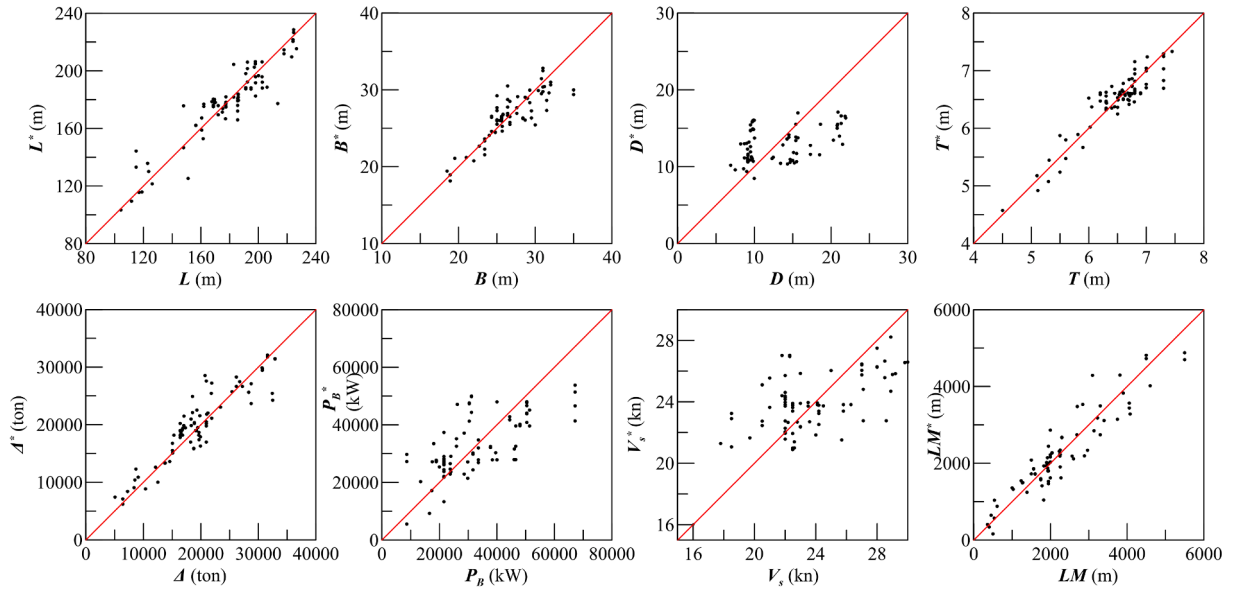 240
200
160
120
80
L* (m)
80 120 160 200 240
L (m)
40
30
20
10
B* (m)
10 20 30 40
B (m)
30
20
10
0
D* (m)
0 10 20 30
D (m)
8
7
6
5
4
T* (m)
4 5 6 7 8
T (m)
40000
30000
20000
10000
0
Δ* (ton)
0 10000 20000 30000 40000
Δ (ton)
80000
60000
40000
20000
0
P_B*
(kW)
0 20000 40000 60000 80000
P_B (kW)
28
24
20
16
V_s* (kn)
16 20 24 28
V_s (kn)
6000
4000
2000
0
LM* (m)
0 2000 4000 6000
LM (m)